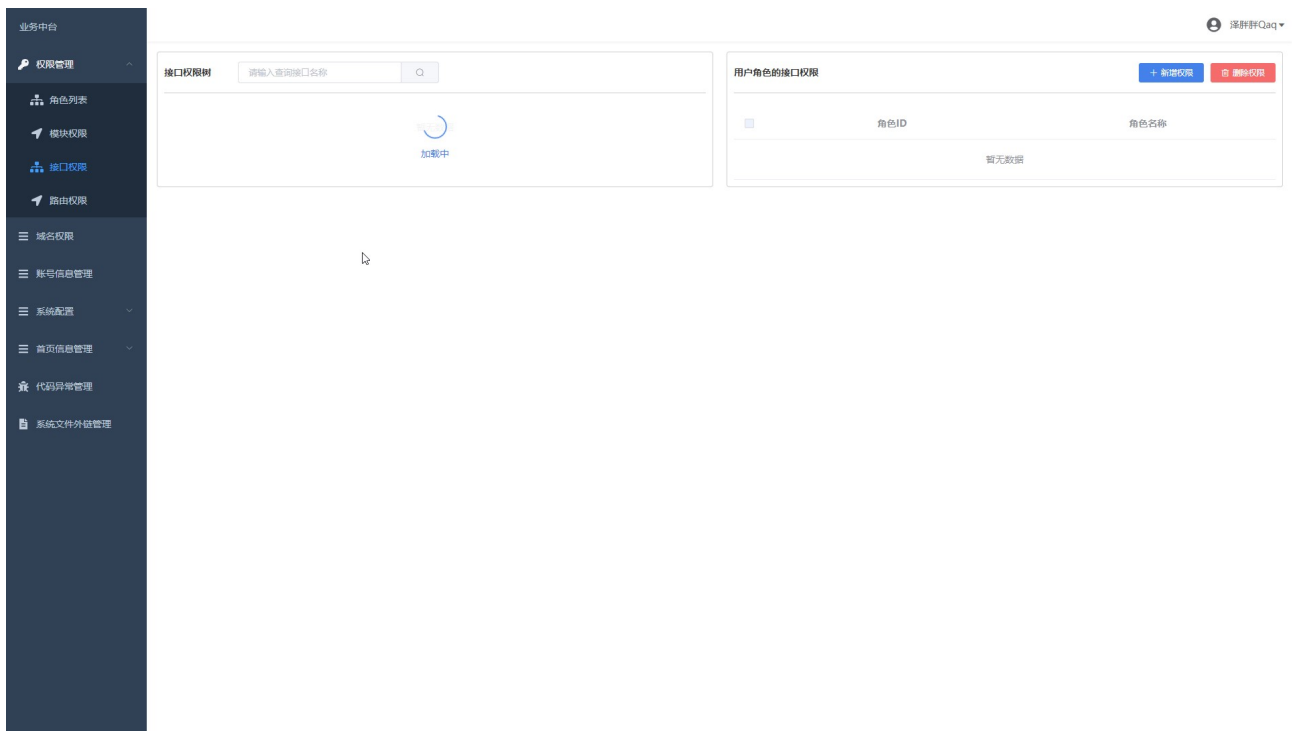 业务中台
泽胖胖Qaq
权限管理
角色列表
模块权限
接口权限
路由权限
域名权限
账号信息管理
系统配置
首页信息管理
代码异常管理
系统文件外链管理
接口权限树
请输入查询接口名称
加载中
用户角色的接口权限
+ 新增权限
删除权限
角色ID
角色名称
暂无数据